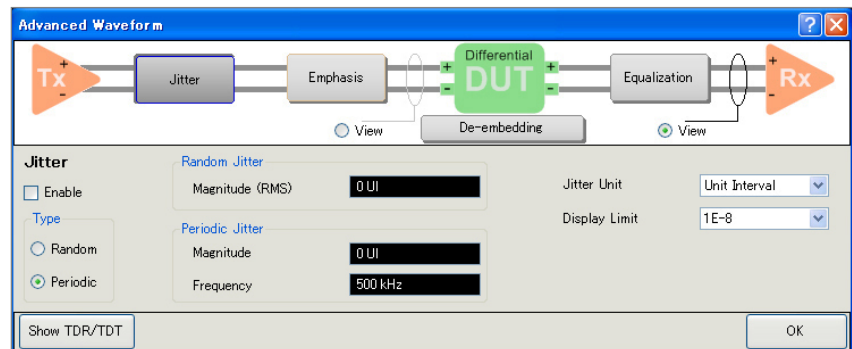 Advanced Waveform
Tx
+
-
Jitter
Emphasis
View
Differential
DUT
+
-
+
-
De-embedding
Equalization
View
+
-
Rx
Jitter
Enable
Type
Random
Periodic
Random Jitter
Magnitude (RMS) 0 UI
Periodic Jitter
Magnitude 0 UI
Frequency 500 kHz
Jitter Unit Unit Interval
Display Limit 1E-8
Show TDR/TDT
OK